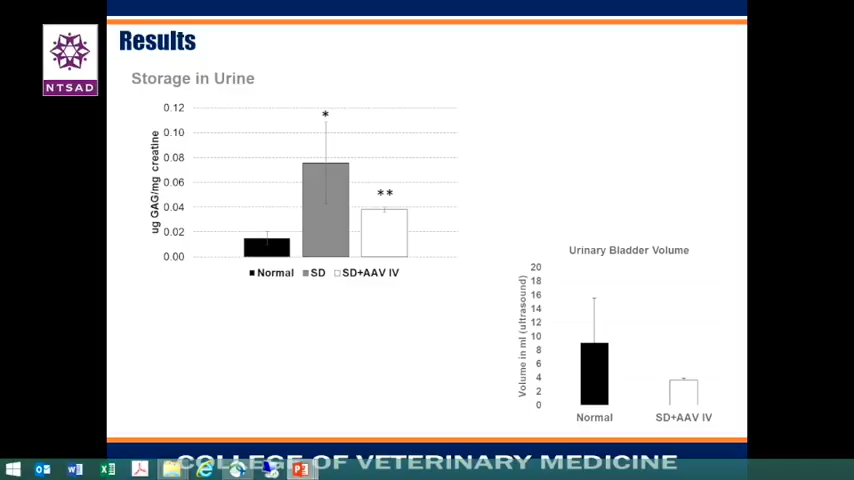 NTSAD
Results
Storage in Urine
ug GAG/mg creatine
0.12
0.10
0.08
0.06
0.04
0.02
0.00
*
**
Normal SD SD+AAV IV
Urinary Bladder Volume
Volume in ml (ultrasound)
20
18
16
14
12
10
8
6
4
2
0
Normal SD+AAV IV
COLLEGE OF VETERINARY MEDICINE